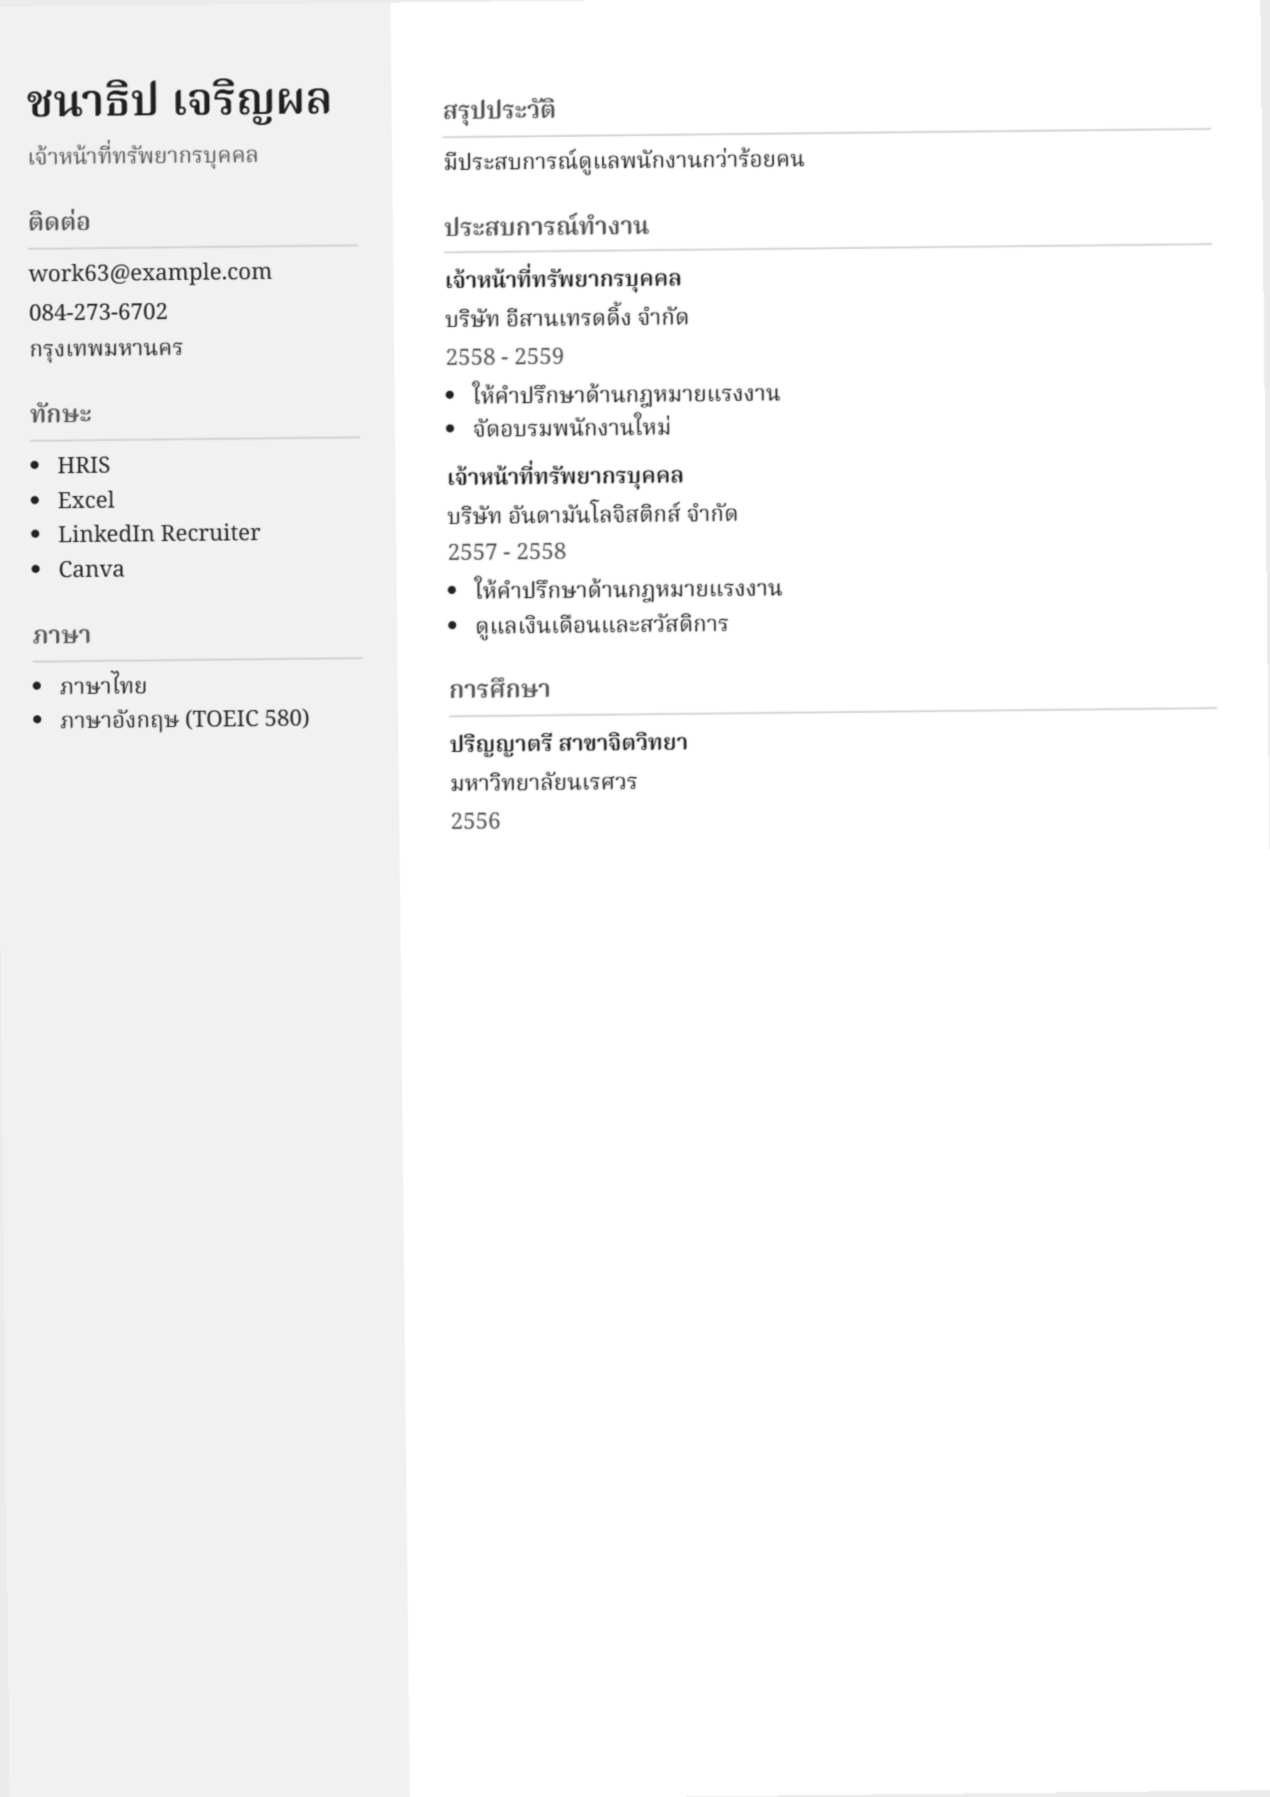 ชนาธิป เจริญผล
เจ้าหน้าที่ทรัพยากรบุคคล
ติดต่อ
work63@example.com
084-273-6702
กรุงเทพมหานคร
ทักษะ
• HRIS
• Excel
• LinkedIn Recruiter
• Canva
ภาษา
• ภาษาไทย
• ภาษาอังกฤษ (TOEIC 580)
สรุปประวัติ
มีประสบการณ์ดูแลพนักงานกว่าร้อยคน
ประสบการณ์ทำงาน
เจ้าหน้าที่ทรัพยากรบุคคล
บริษัท อีสานเทรดดิ้ง จำกัด
2558 - 2559
• ให้คำปรึกษาด้านกฎหมายแรงงาน
• จัดอบรมพนักงานใหม่
เจ้าหน้าที่ทรัพยากรบุคคล
บริษัท อันดามันโลจิสติกส์ จำกัด
2557 - 2558
• ให้คำปรึกษาด้านกฎหมายแรงงาน
• ดูแลเงินเดือนและสวัสดิการ
การศึกษา
ปริญญาตรี สาขาจิตวิทยา
มหาวิทยาลัยนเรศวร
2556